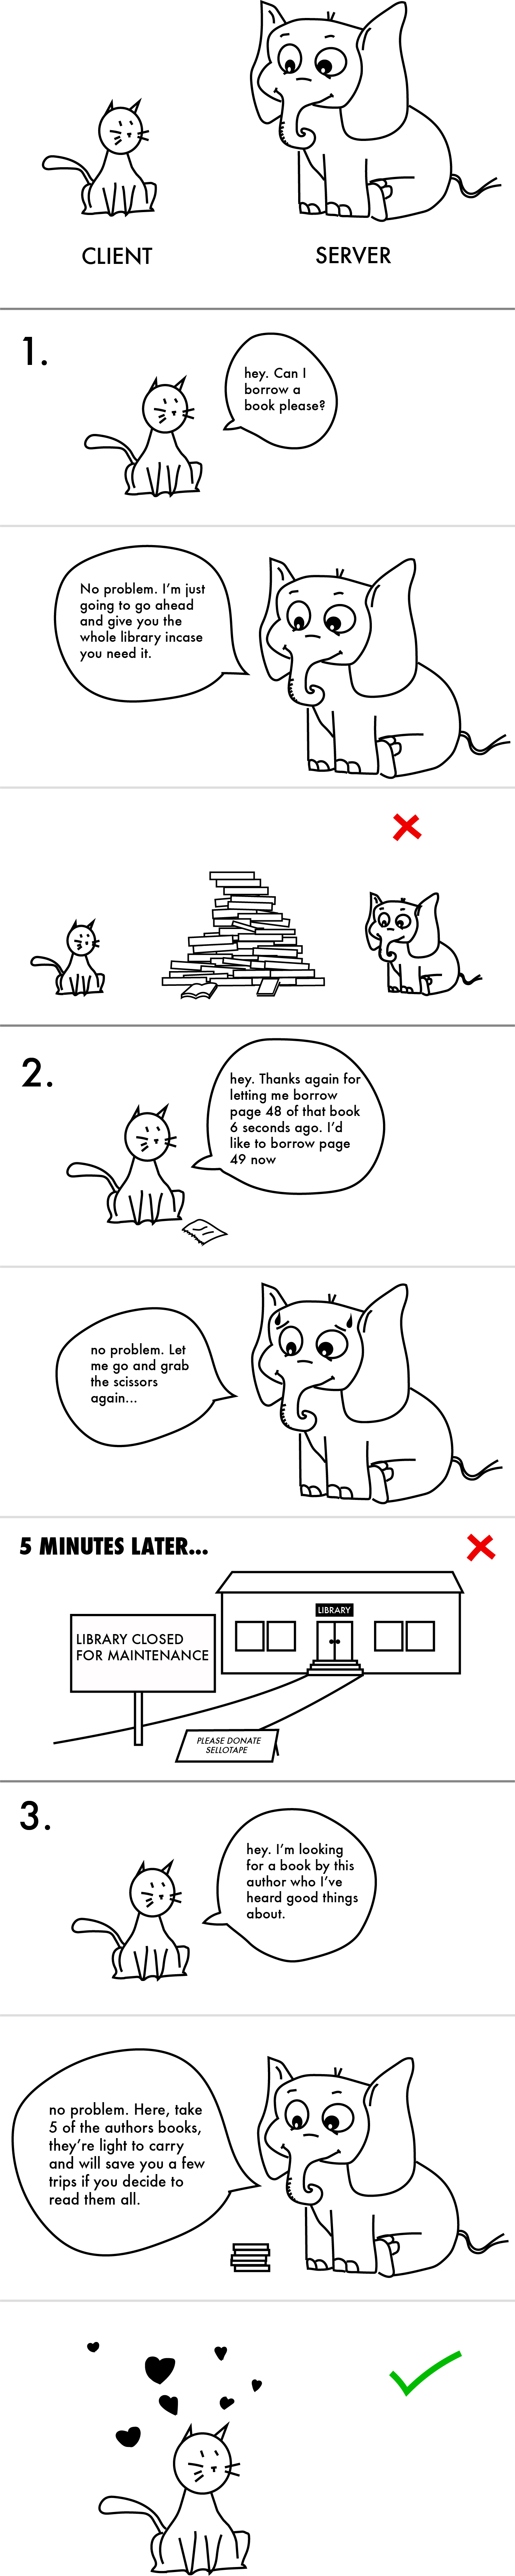 CLIENT
SERVER
1.
hey. Can I
borrow a
book please?
No problem. I'm just
going to go ahead
and give you the
whole library incase
you need it.
2.
hey. Thanks again for
letting me borrow
page 48 of that book
6 seconds ago. I'd
like to borrow page
49 now
no problem. Let
me go and grab
the scissors
again...
5 MINUTES LATER...
LIBRARY
LIBRARY CLOSED
FOR MAINTENANCE
PLEASE DONATE
SELLOTAPE
3.
hey. I'm looking
for a book by this
author who I've
heard good things
about.
no problem. Here, take
5 of the authors books,
they're light to carry
and will save you a few
trips if you decide to
read them all.